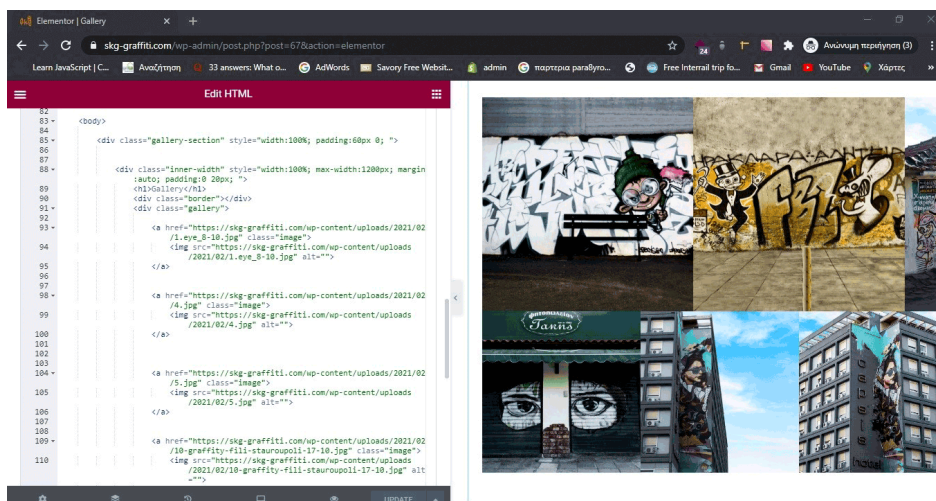 Elementor | Gallery
skg-graffiti.com/wp-admin/post.php?post=67&action=elementor
24
Ανώνυμη περιήγηση (3)
Learn JavaScript | C...
Αναζήτηση
33 answers: What o...
AdWords
Savory Free Websit...
admin
παρτερια para8yro...
Free Interrail trip fo...
Gmail
YouTube
Χάρτες
»
Edit HTML
82
83 <body>
84
85 <div class="gallery-section" style="width:100%; padding:60px 0; ">
86
87
88 <div class="inner-width" style="width:100%; max-width:1200px; margin
:auto; padding:0 20px; ">
89 <h1>Gallery</h1>
90 <div class="border"></div>
91 <div class="gallery">
92
93 <a href="https://skg-graffiti.com/wp-content/uploads/2021/02
/1.eye_8-10.jpg" class="image">
94 <img src="https://skg-graffiti.com/wp-content/uploads
/2021/02/1.eye_8-10.jpg" alt="">
95 </a>
96
97
98 <a href="https://skg-graffiti.com/wp-content/uploads/2021/02
/4.jpg" class="image">
99 <img src="https://skg-graffiti.com/wp-content/uploads
/2021/02/4.jpg" alt="">
100 </a>
101
102
103
104 <a href="https://skg-graffiti.com/wp-content/uploads/2021/02
/5.jpg" class="image">
105 <img src="https://skg-graffiti.com/wp-content/uploads
/2021/02/5.jpg" alt="">
106 </a>
107
108
109 <a href="https://skg-graffiti.com/wp-content/uploads/2021/02
/10-graffity-fili-stauroupoli-17-10.jpg" class="image">
110 <img src="https://skg-graffiti.com/wp-content/uploads
/2021/02/10-graffity-fili-stauroupoli-17-10.jpg" alt
="">
UPDATE
Τάκης